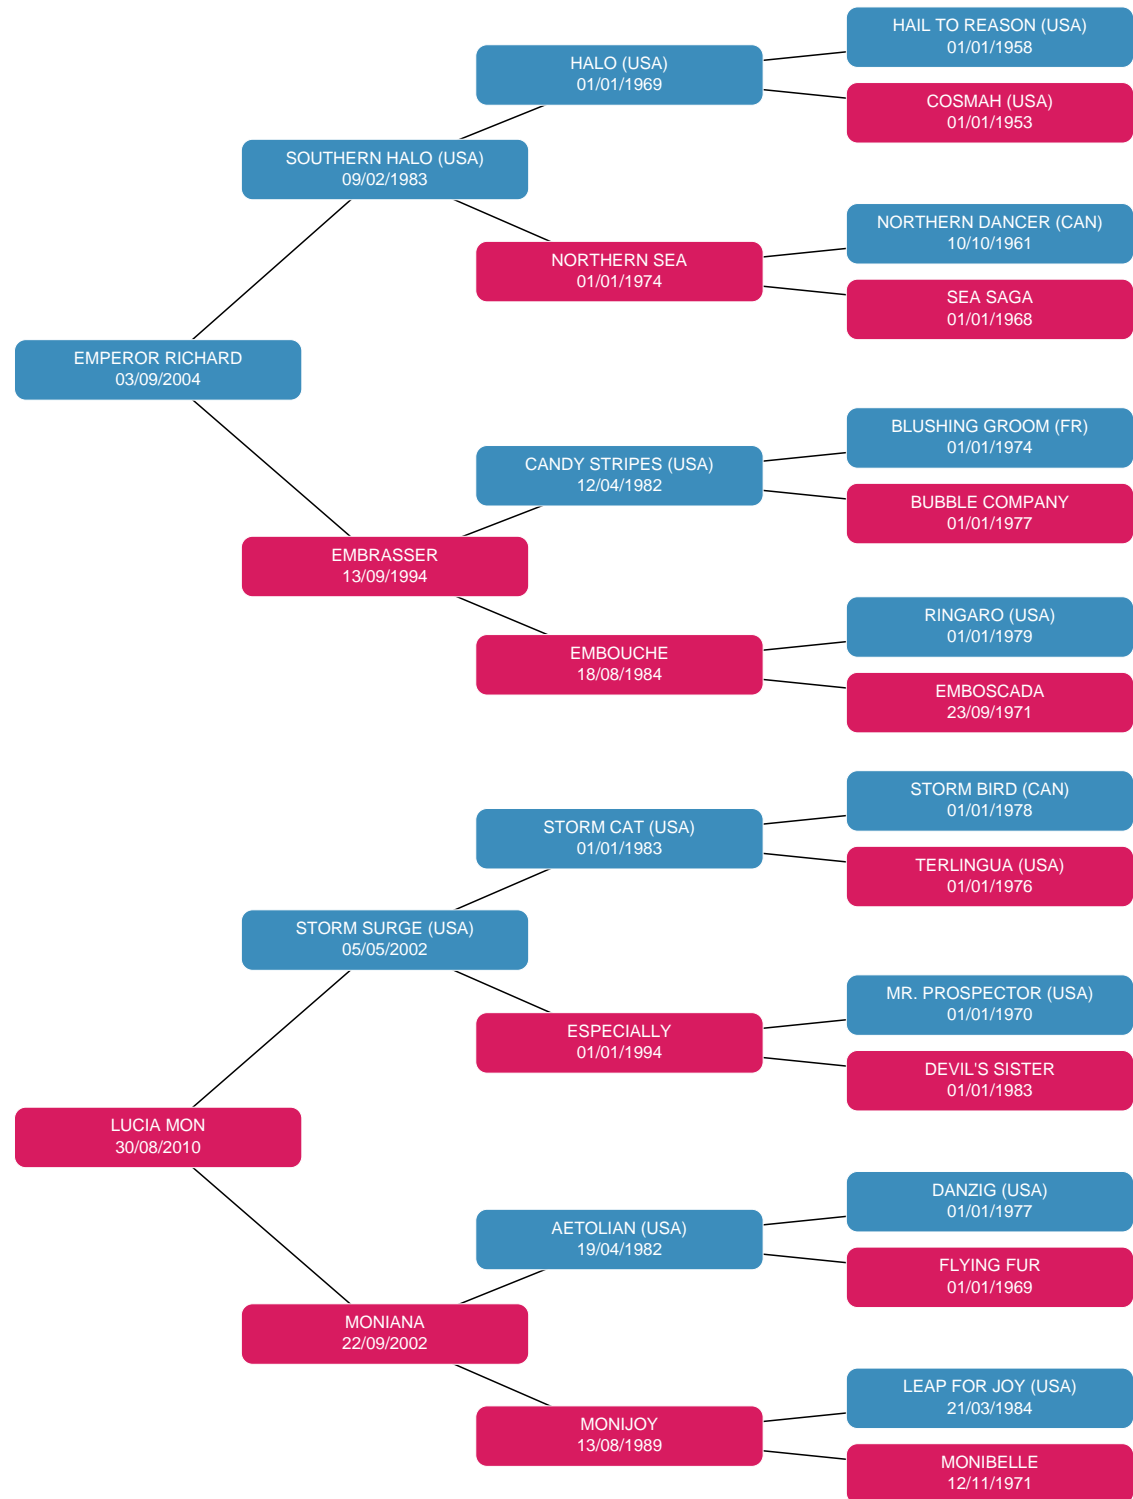 HAIL TO REASON (USA)
01/01/1958
HALO (USA)
01/01/1969
COSMAH (USA)
01/01/1953
SOUTHERN HALO (USA)
09/02/1983
NORTHERN DANCER (CAN)
10/10/1961
NORTHERN SEA
01/01/1974
SEA SAGA
01/01/1968
EMPEROR RICHARD
03/09/2004
BLUSHING GROOM (FR)
01/01/1974
CANDY STRIPES (USA)
12/04/1982
BUBBLE COMPANY
01/01/1977
EMBRASSER
13/09/1994
RINGARO (USA)
01/01/1979
EMBOUCHE
18/08/1984
EMBOSCADA
23/09/1971
STORM BIRD (CAN)
01/01/1978
STORM CAT (USA)
01/01/1983
TERLINGUA (USA)
01/01/1976
STORM SURGE (USA)
05/05/2002
MR. PROSPECTOR (USA)
01/01/1970
ESPECIALLY
01/01/1994
DEVIL'S SISTER
01/01/1983
LUCIA MON
30/08/2010
DANZIG (USA)
01/01/1977
AETOLIAN (USA)
19/04/1982
FLYING FUR
01/01/1969
MONIANA
22/09/2002
LEAP FOR JOY (USA)
21/03/1984
MONIJOY
13/08/1989
MONIBELLE
12/11/1971